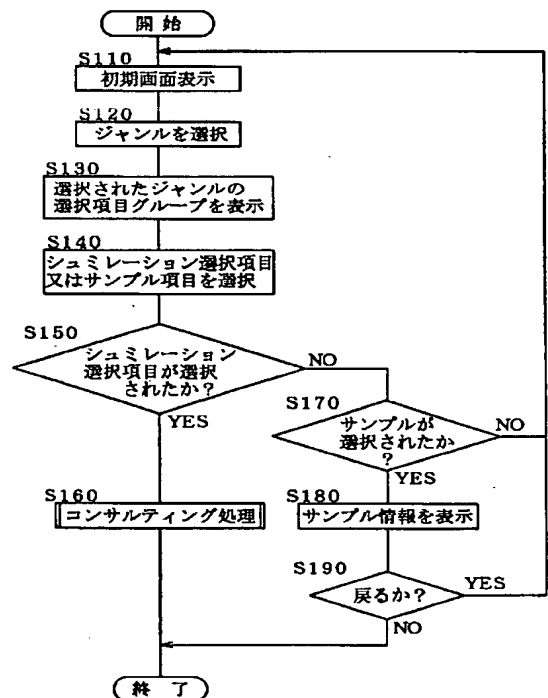 開始
S110
初期画面表示
S120
ジャンルを選択
S130
選択されたジャンルの
選択項目グループを表示
S140
シュミレーション選択項目
又はサンプル項目を選択
S150
シュミレーション
選択項目が選択
されたか?
NO
YES
S170
サンプルが
選択されたか
?
NO
YES
S160
コンサルティング処理
S180
サンプル情報を表示
S190
戻るか?
YES
NO
終了